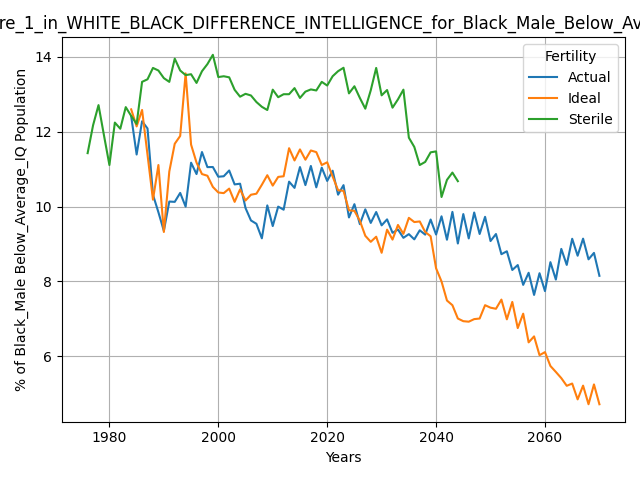 re_1_in_WHITE_BLACK_DIFFERENCE_INTELLIGENCE_for_Black_Male_Below_Av
% of Black_Male Below_Average_IQ Population
Fertility
Actual
Ideal
Sterile
14
12
10
8
6
1980
2000
2020
2040
2060
Years